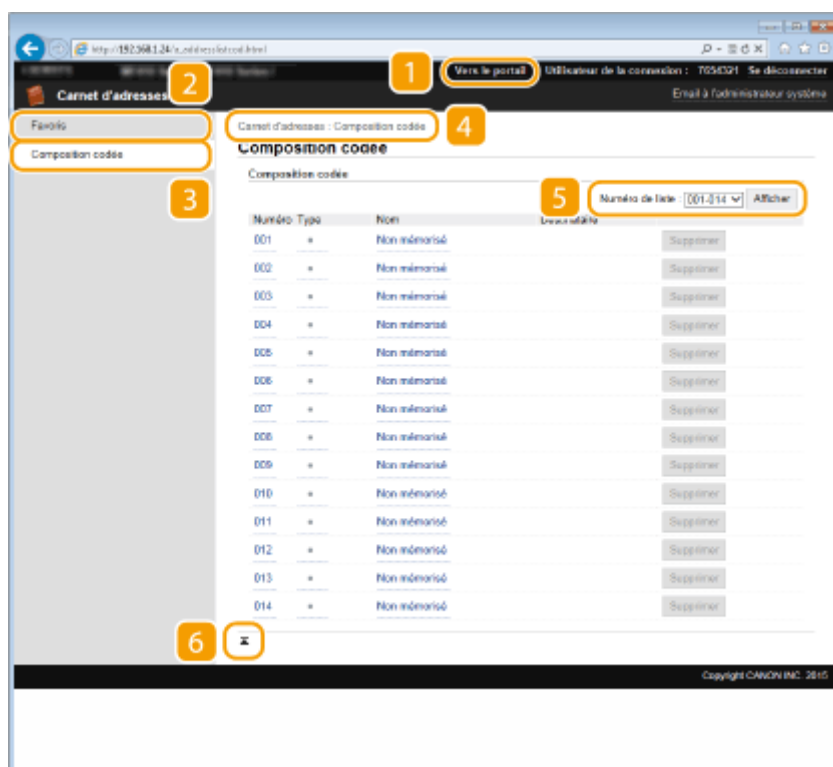 http://192.168.1.24/a_addresslistcod.html
1
Vers le portail
Utilisateur de la connexion : 7654321 Se déconnecter
2
Carnet d'adresses
Email à l'administrateur système
Favoris
Carnet d'adresses : Composition codée
4
Composition codée
Composition codée
3
Composition codée
5
Numéro de liste : 001-014 Afficher
Numéro Type Nom Destinataire
001 Non mémorisé Supprimer
002 Non mémorisé Supprimer
003 Non mémorisé Supprimer
004 Non mémorisé Supprimer
005 Non mémorisé Supprimer
006 Non mémorisé Supprimer
007 Non mémorisé Supprimer
008 Non mémorisé Supprimer
009 Non mémorisé Supprimer
010 Non mémorisé Supprimer
011 Non mémorisé Supprimer
012 Non mémorisé Supprimer
013 Non mémorisé Supprimer
014 Non mémorisé Supprimer
6
Copyright CANON INC. 2015